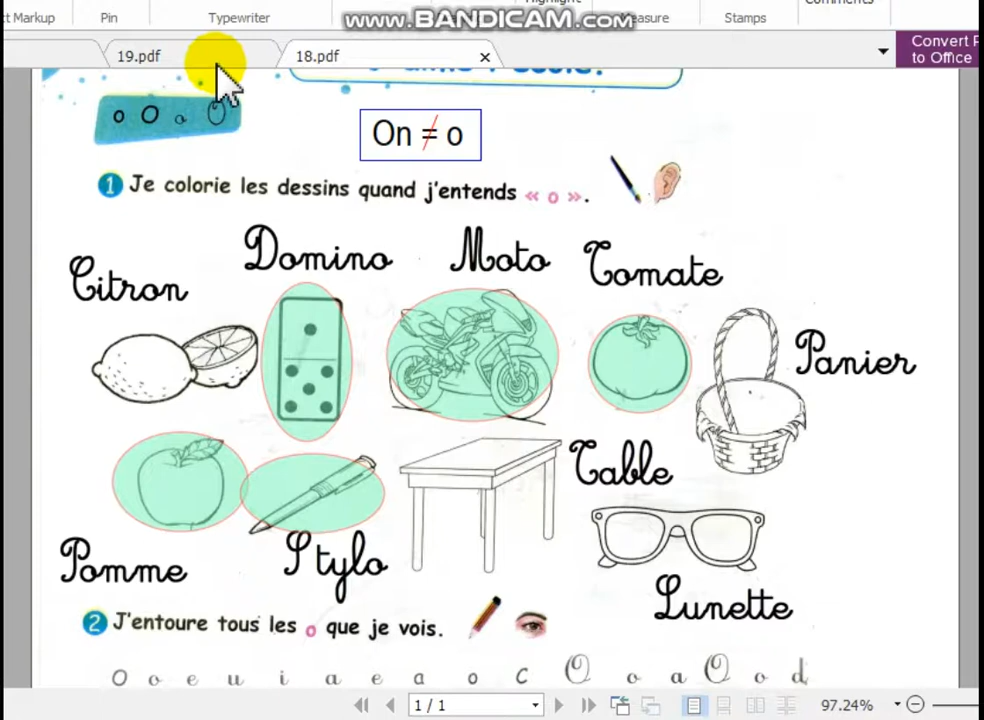 www.BANDICAM.com
t Markup Pin Typewriter Measure Stamps
19.pdf 18.pdf × Convert
to Office
o O o O
On ≠ o
1 Je colorie les dessins quand j'entends « o ».
Citron Domino Moto Tomate
Panier
Table
Pomme Stylo
Lunette
2 J'entoure tous les o que je vois.
O o e u i a e a o c O o a O o d
1 / 1 97.24%